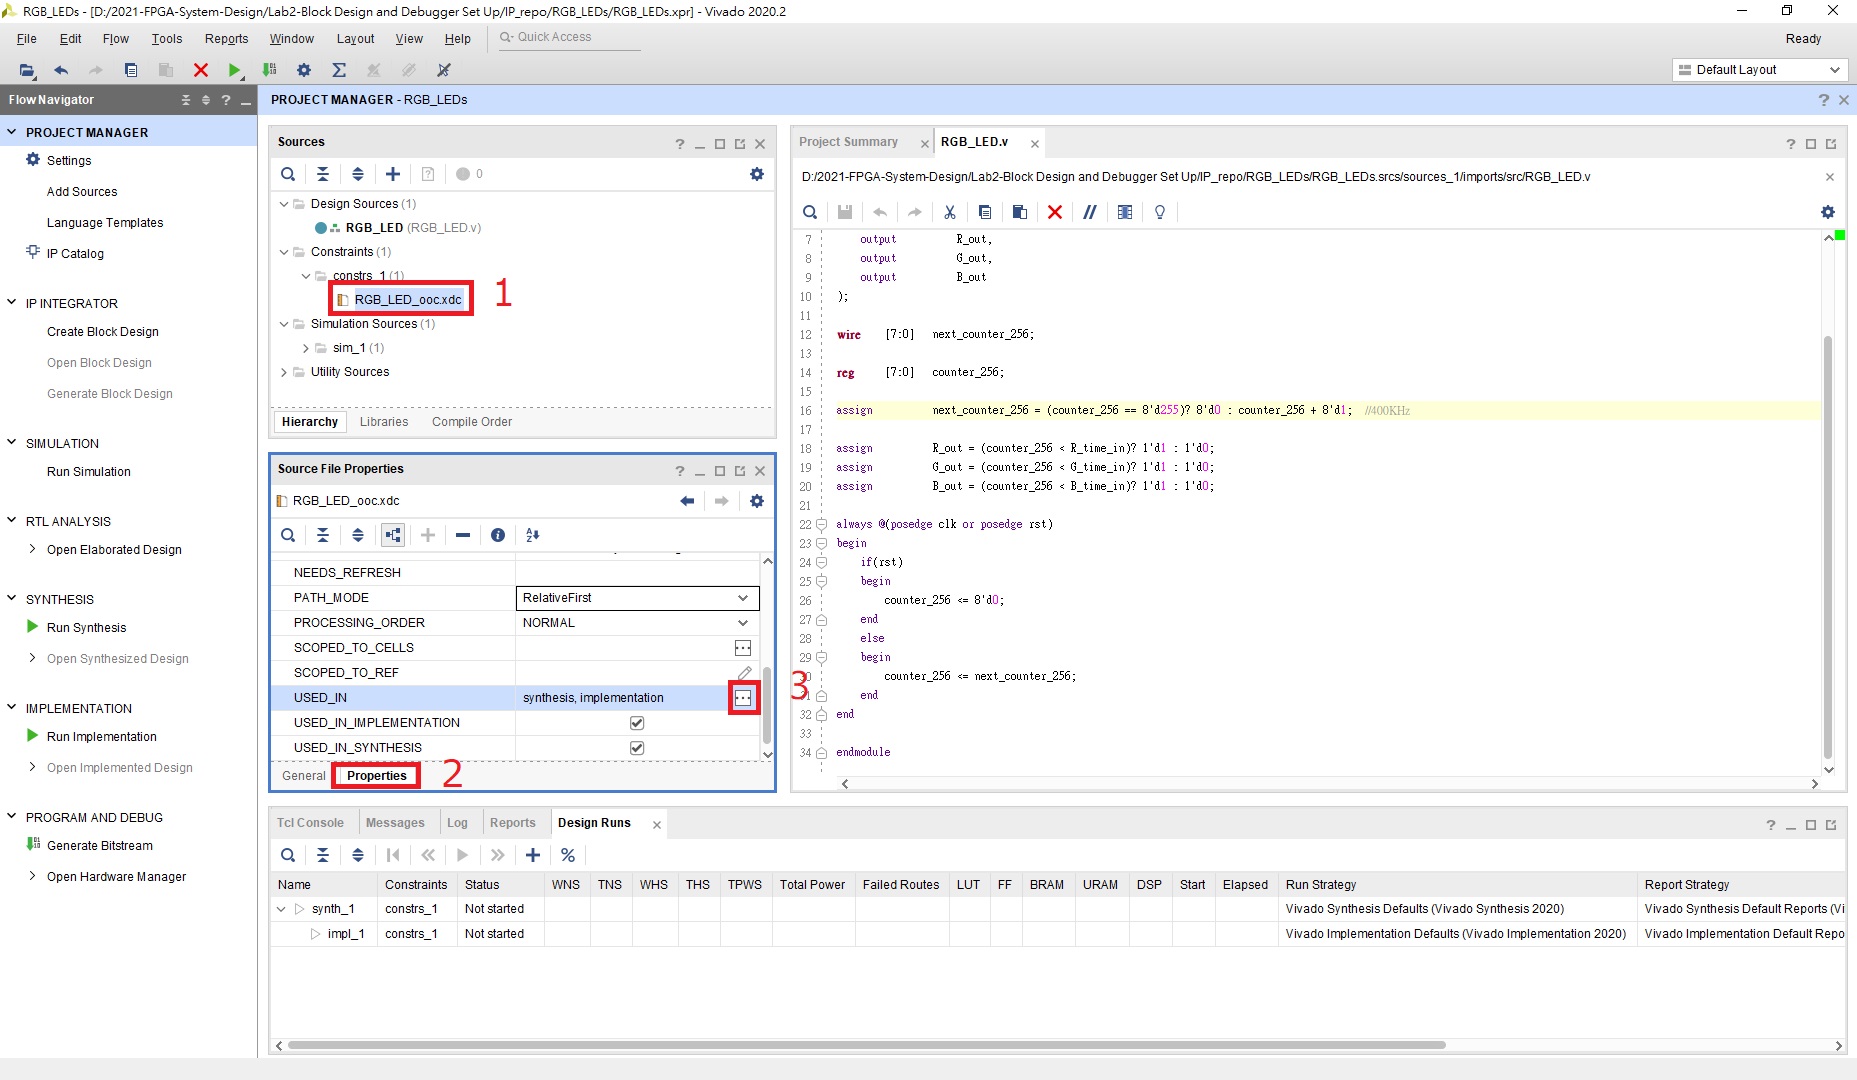 RGB_LEDs - [D:/2021-FPGA-System-Design/Lab2-Block Design and Debugger Set Up/IP_repo/RGB_LEDs/RGB_LEDs.xpr] - Vivado 2020.2
File Edit Flow Tools Reports Window Layout View Help Quick Access Ready
Default Layout
Flow Navigator
PROJECT MANAGER - RGB_LEDs
PROJECT MANAGER
Settings
Add Sources
Language Templates
IP Catalog
IP INTEGRATOR
Create Block Design
Open Block Design
Generate Block Design
SIMULATION
Run Simulation
RTL ANALYSIS
Open Elaborated Design
SYNTHESIS
Run Synthesis
Open Synthesized Design
IMPLEMENTATION
Run Implementation
Open Implemented Design
PROGRAM AND DEBUG
Generate Bitstream
Open Hardware Manager
Sources
0
Design Sources (1)
RGB_LED (RGB_LED.v)
Constraints (1)
constrs_1 (1)
RGB_LED_ooc.xdc 1
Simulation Sources (1)
sim_1 (1)
Utility Sources
Hierarchy Libraries Compile Order
Source File Properties
RGB_LED_ooc.xdc
NEEDS_REFRESH
PATH_MODE RelativeFirst
PROCESSING_ORDER NORMAL
SCOPED_TO_CELLS
SCOPED_TO_REF
USED_IN synthesis, implementation 3
USED_IN_IMPLEMENTATION
USED_IN_SYNTHESIS
General Properties 2
Project Summary RGB_LED.v
D:/2021-FPGA-System-Design/Lab2-Block Design and Debugger Set Up/IP_repo/RGB_LEDs/RGB_LEDs.srcs/sources_1/imports/src/RGB_LED.v
7 output R_out,
8 output G_out,
9 output B_out
10 );
11
12 wire [7:0] next_counter_256;
13
14 reg [7:0] counter_256;
15
16 assign next_counter_256 = (counter_256 == 8'd255)? 8'd0 : counter_256 + 8'd1; //400KHz
17
18 assign R_out = (counter_256 < R_time_in)? 1'd1 : 1'd0;
19 assign G_out = (counter_256 < G_time_in)? 1'd1 : 1'd0;
20 assign B_out = (counter_256 < B_time_in)? 1'd1 : 1'd0;
21
22 always @(posedge clk or posedge rst)
23 begin
24 if(rst)
25 begin
26 counter_256 <= 8'd0;
27 end
28 else
29 begin
30 counter_256 <= next_counter_256;
31 end
32 end
33
34 endmodule
Tcl Console Messages Log Reports Design Runs
Name Constraints Status WNS TNS WHS THS TPWS Total Power Failed Routes LUT FF BRAM URAM DSP Start Elapsed Run Strategy Report Strategy
synth_1 constrs_1 Not started Vivado Synthesis Defaults (Vivado Synthesis 2020) Vivado Synthesis Default Reports (Vi
impl_1 constrs_1 Not started Vivado Implementation Defaults (Vivado Implementation 2020) Vivado Implementation Default Repo